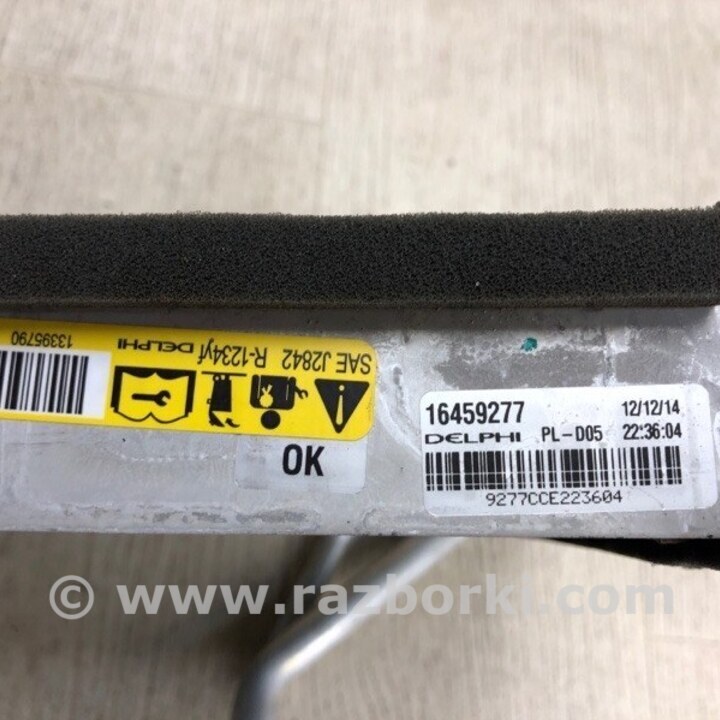 13395790
SAE J2842 R-1234yf DELPHI
OK
16459277 12/12/14
DELPHI PL-D05 22:36:04
9277CCE223604
© www.razborki.com